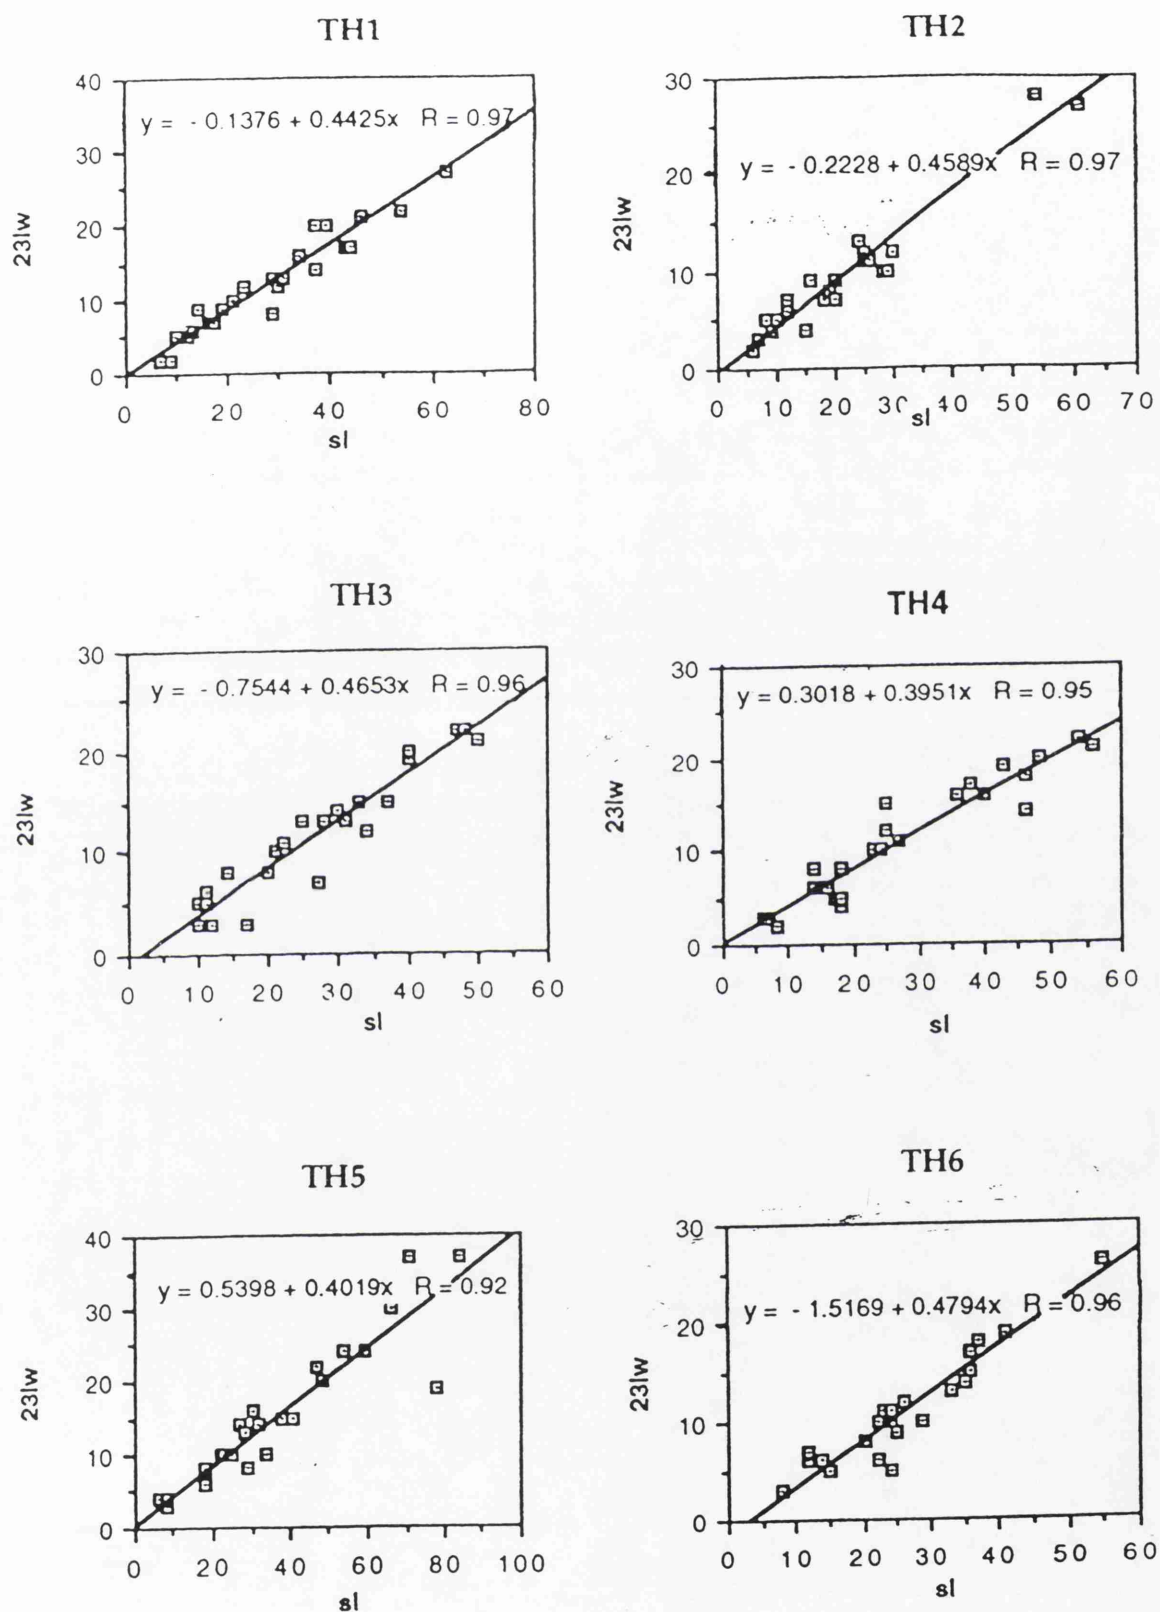 TH1
40
y = - 0.1376 + 0.4425x R = 0.97
30
20
10
0
23lw
0 20 40 60 80
sl
TH2
30
y = - 0.2228 + 0.4589x R = 0.97
20
10
0
23lw
0 10 20 30 40 50 60 70
sl
TH3
30
y = - 0.7544 + 0.4653x R = 0.96
20
10
0
23lw
0 10 20 30 40 50 60
sl
TH4
30
y = 0.3018 + 0.3951x R = 0.95
20
10
0
23lw
0 10 20 30 40 50 60
sl
TH5
40
y = 0.5398 + 0.4019x R = 0.92
30
20
10
0
23lw
0 20 40 60 80 100
sl
TH6
30
y = - 1.5169 + 0.4794x R = 0.96
20
10
0
23lw
0 10 20 30 40 50 60
sl